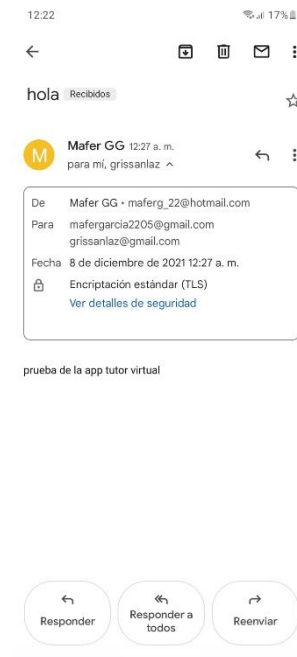 12:22 17%
hola Recibidos
M
Mafer GG 12:27 a. m.
para mí, grissanlaz
De Mafer GG • maferg_22@hotmail.com
Para mafergarcia2205@gmail.com
grissanlaz@gmail.com
Fecha 8 de diciembre de 2021 12:27 a. m.
Encriptación estándar (TLS)
Ver detalles de seguridad
prueba de la app tutor virtual
Responder
Responder a
todos
Reenviar